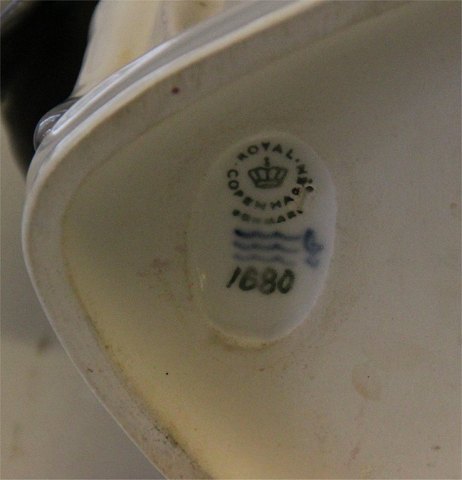 ROYAL
COPENHAGEN
DENMARK
1680